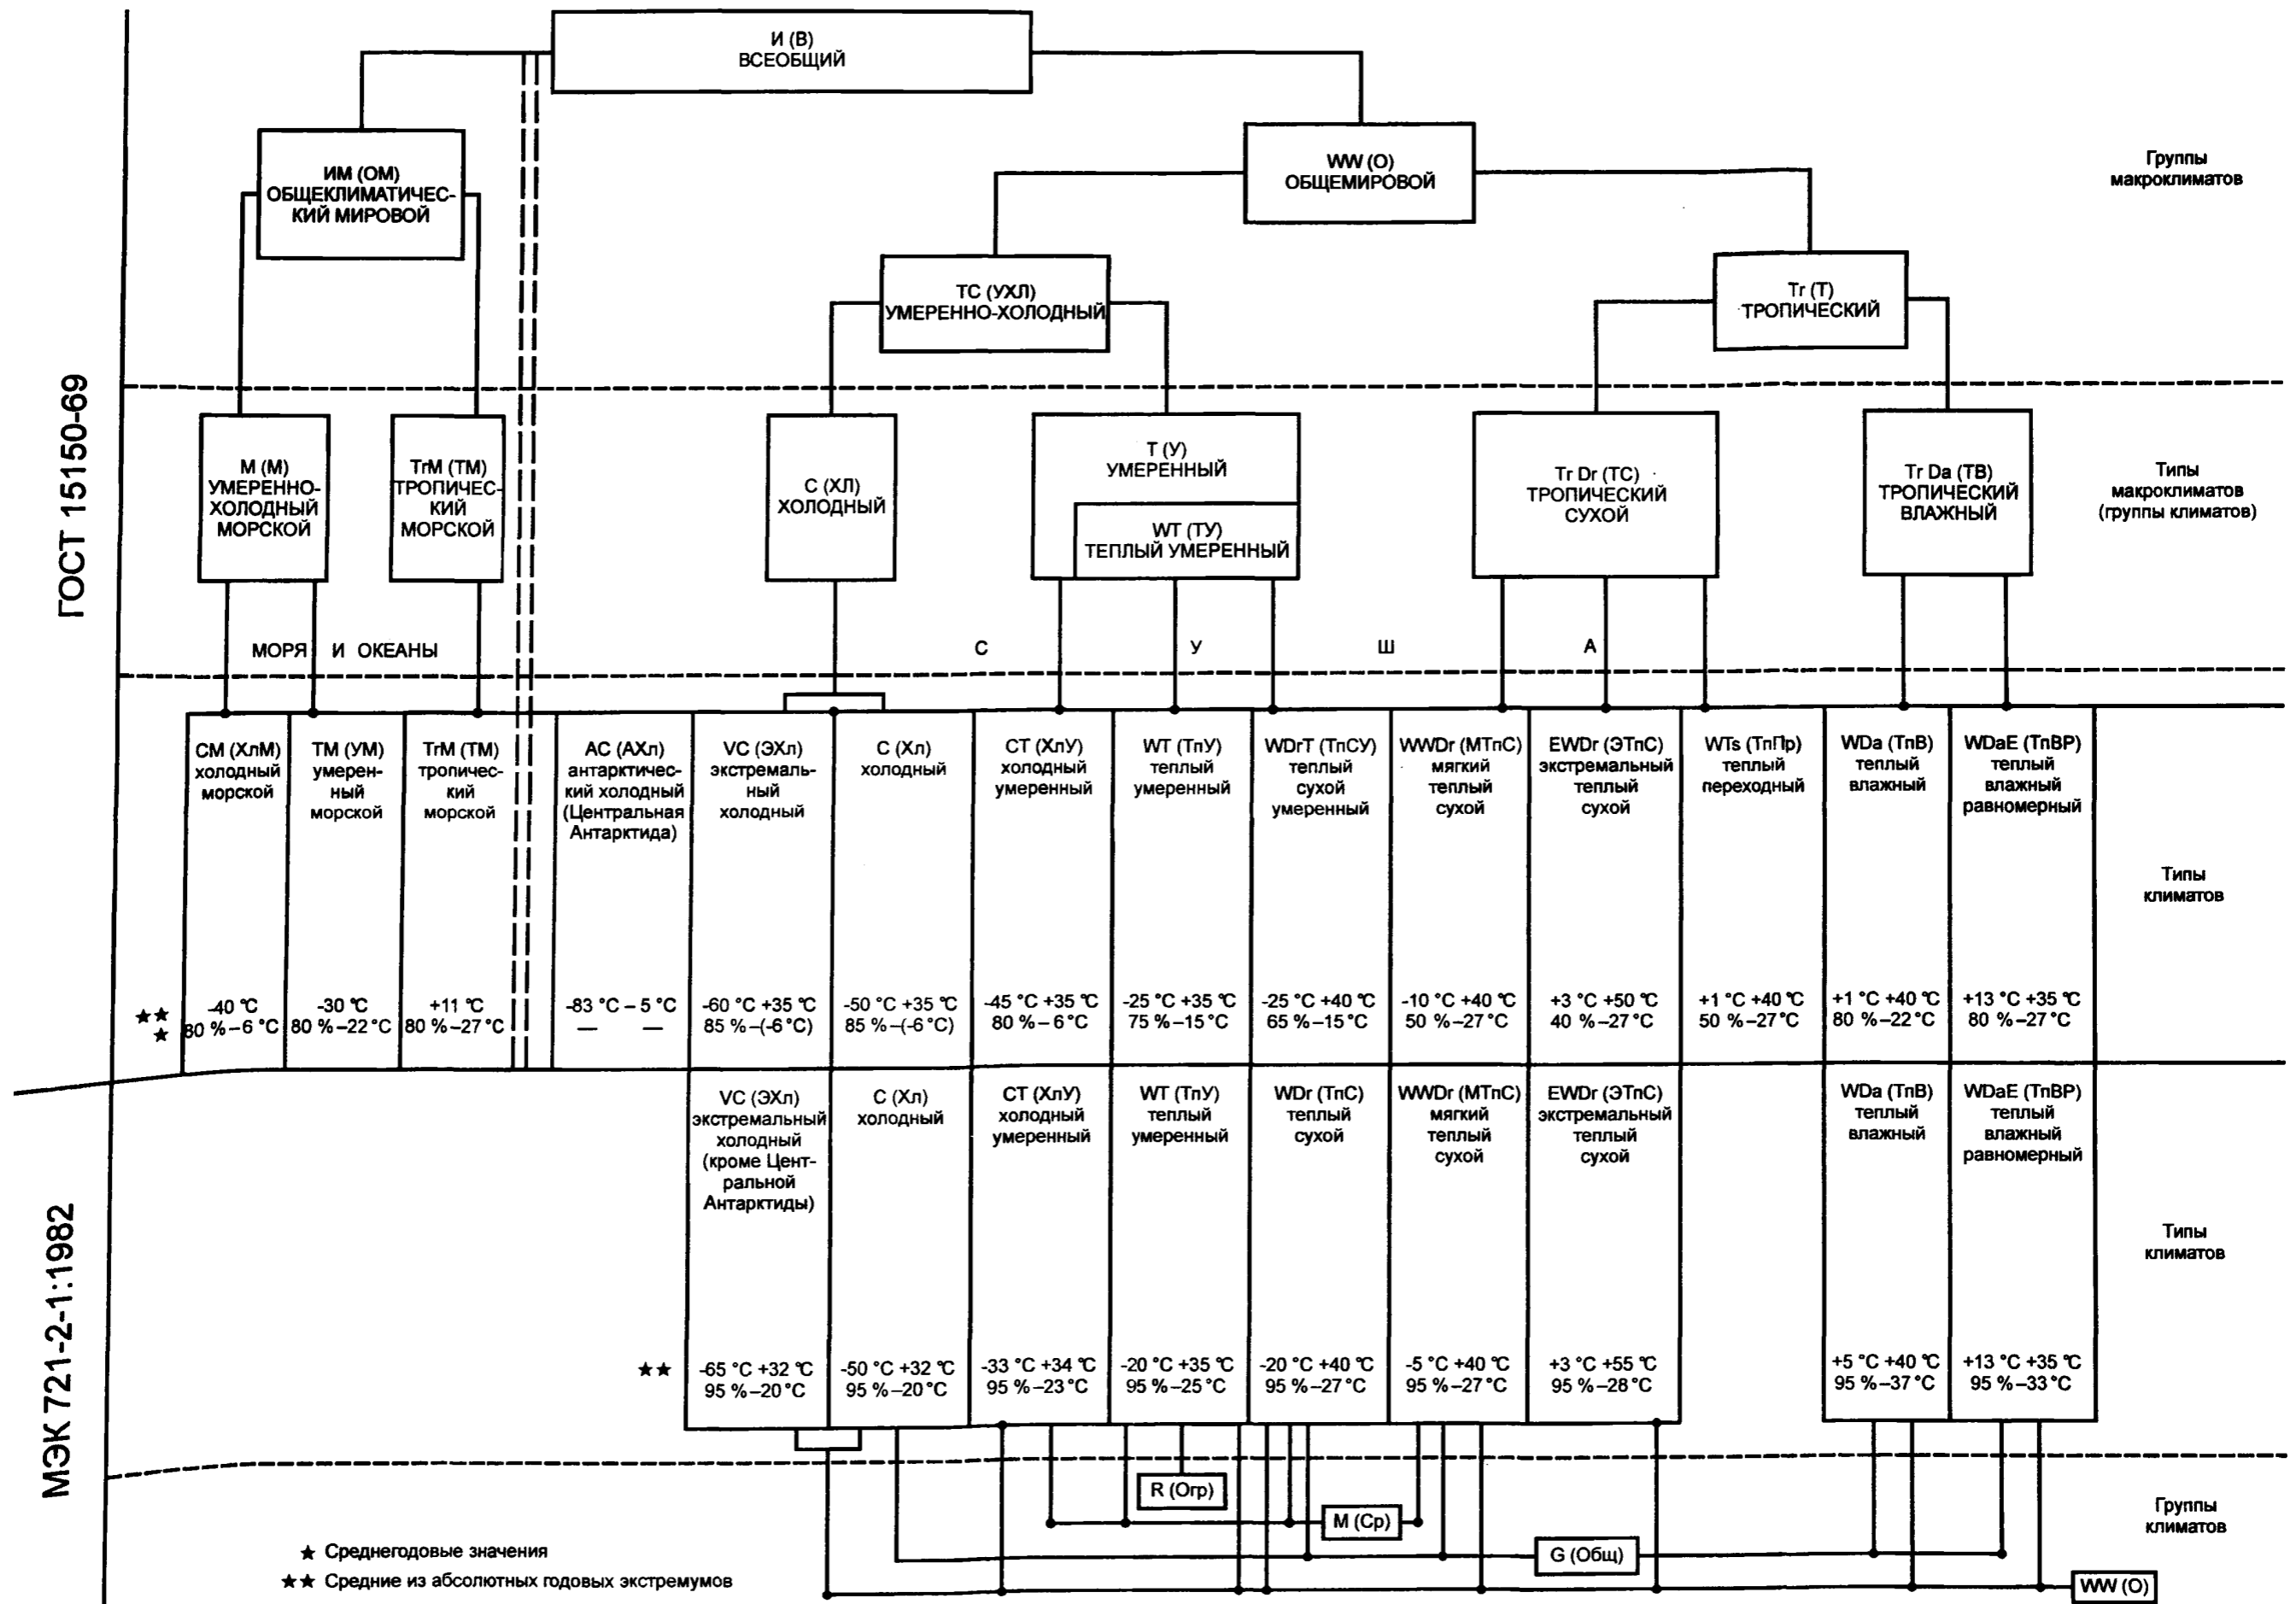 И (В)
ВСЕОБЩИЙ
ИМ (ОМ)
ОБЩЕКЛИМАТИЧЕС-
КИЙ МИРОВОЙ
WW (О)
ОБЩЕМИРОВОЙ
Группы
макроклиматов
ТС (УХЛ)
УМЕРЕННО-ХОЛОДНЫЙ
Tr (Т)
ТРОПИЧЕСКИЙ
ГОСТ 15150-69
М (М)
УМЕРЕННО-
ХОЛОДНЫЙ
МОРСКОЙ
TrM (ТМ)
ТРОПИЧЕС-
КИЙ
МОРСКОЙ
С (ХЛ)
ХОЛОДНЫЙ
Т (У)
УМЕРЕННЫЙ
WT (ТУ)
ТЕПЛЫЙ УМЕРЕННЫЙ
Tr Dr (ТС)
ТРОПИЧЕСКИЙ
СУХОЙ
Tr Da (ТВ)
ТРОПИЧЕСКИЙ
ВЛАЖНЫЙ
Типы
макроклиматов
(группы климатов)
МОРЯ И ОКЕАНЫ
С У Ш А
СМ (ХлМ)
холодный
морской
ТМ (УМ)
умерен-
ный
морской
TrM (ТМ)
тропичес-
кий
морской
АС (АХл)
антарктичес-
кий холодный
(Центральная
Антарктида)
VC (ЭХл)
экстремаль-
ный
холодный
С (Хл)
холодный
СТ (ХлУ)
холодный
умеренный
WT (ТпУ)
теплый
умеренный
WDrT (ТпСУ)
теплый
сухой
умеренный
WWDr (МТпС)
мягкий
теплый
сухой
EWDr (ЭТпС)
экстремальный
теплый
сухой
WTs (ТпПр)
теплый
переходный
WDa (ТпВ)
теплый
влажный
WDaE (ТпВР)
теплый
влажный
равномерный
Типы
климатов
★★
★
-40 °С
80 %–6 °С
-30 °С
80 %–22 °С
+11 °С
80 %–27 °С
-83 °С – 5 °С
— —
-60 °С +35 °С
85 %–(-6 °С)
-50 °С +35 °С
85 %–(-6 °С)
-45 °С +35 °С
80 %–6 °С
-25 °С +35 °С
75 %–15 °С
-25 °С +40 °С
65 %–15 °С
-10 °С +40 °С
50 %–27 °С
+3 °С +50 °С
40 %–27 °С
+1 °С +40 °С
50 %–27 °С
+1 °С +40 °С
80 %–22 °С
+13 °С +35 °С
80 %–27 °С
МЭК 721-2-1:1982
VC (ЭХл)
экстремальный
холодный
(кроме Цент-
ральной
Антарктиды)
С (Хл)
холодный
СТ (ХлУ)
холодный
умеренный
WT (ТпУ)
теплый
умеренный
WDr (ТпС)
теплый
сухой
WWDr (МТпС)
мягкий
теплый
сухой
EWDr (ЭТпС)
экстремальный
теплый
сухой
WDa (ТпВ)
теплый
влажный
WDaE (ТпВР)
теплый
влажный
равномерный
Типы
климатов
★★
-65 °С +32 °С
95 %–20 °С
-50 °С +32 °С
95 %–20 °С
-33 °С +34 °С
95 %–23 °С
-20 °С +35 °С
95 %–25 °С
-20 °С +40 °С
95 %–27 °С
-5 °С +40 °С
95 %–27 °С
+3 °С +55 °С
95 %–28 °С
+5 °С +40 °С
95 %–37 °С
+13 °С +35 °С
95 %–33 °С
R (Огр)
М (Ср)
G (Общ)
WW (О)
Группы
климатов
★ Среднегодовые значения
★★ Средние из абсолютных годовых экстремумов